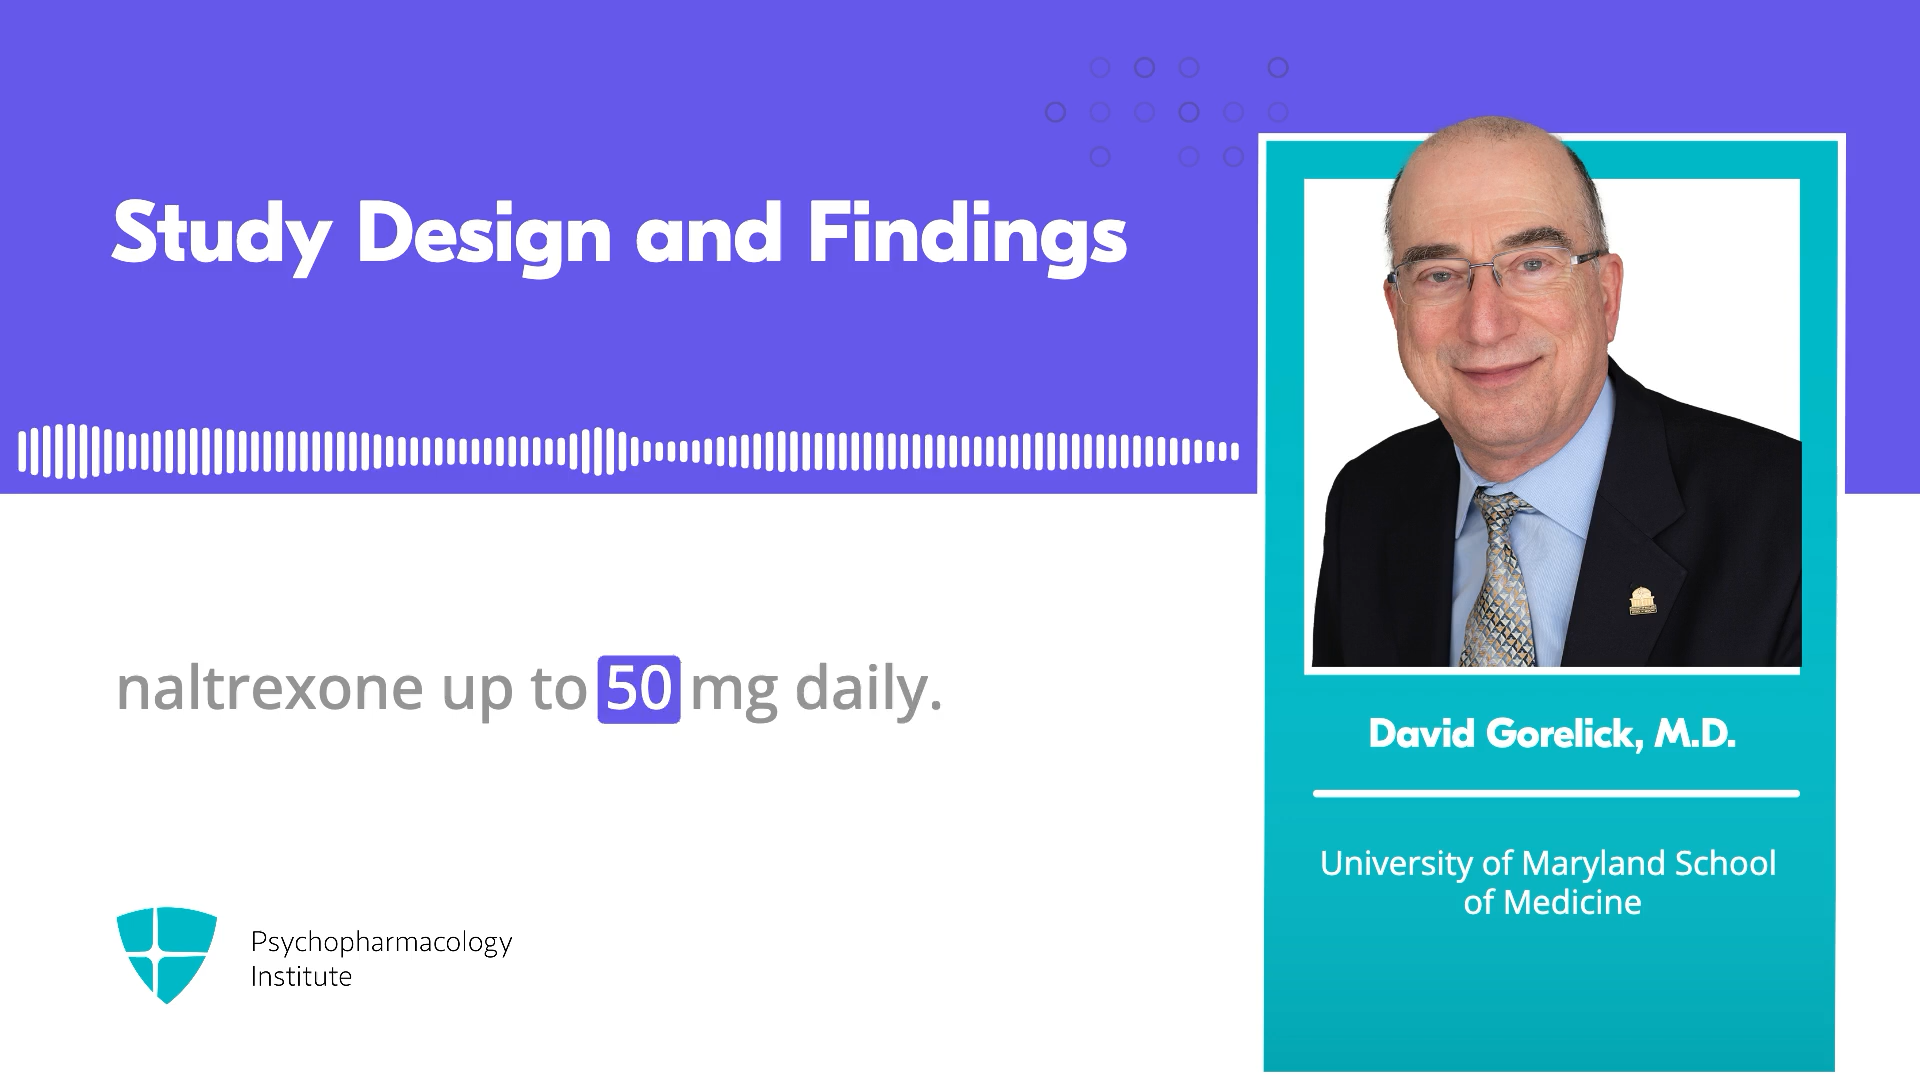 Study Design and Findings
naltrexone up to 50 mg daily.
David Gorelick, M.D.
University of Maryland School
of Medicine
Psychopharmacology
Institute